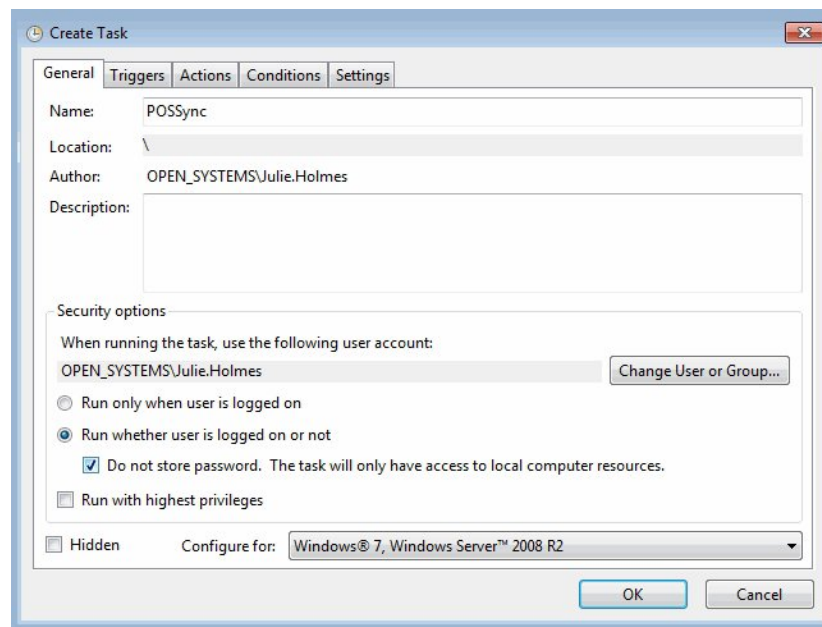 Create Task
General Triggers Actions Conditions Settings
Name: POSSync
Location: \
Author: OPEN_SYSTEMS\Julie.Holmes
Description:
Security options
When running the task, use the following user account:
OPEN_SYSTEMS\Julie.Holmes Change User or Group...
Run only when user is logged on
Run whether user is logged on or not
Do not store password. The task will only have access to local computer resources.
Run with highest privileges
Hidden Configure for: Windows® 7, Windows Server™ 2008 R2
OK Cancel